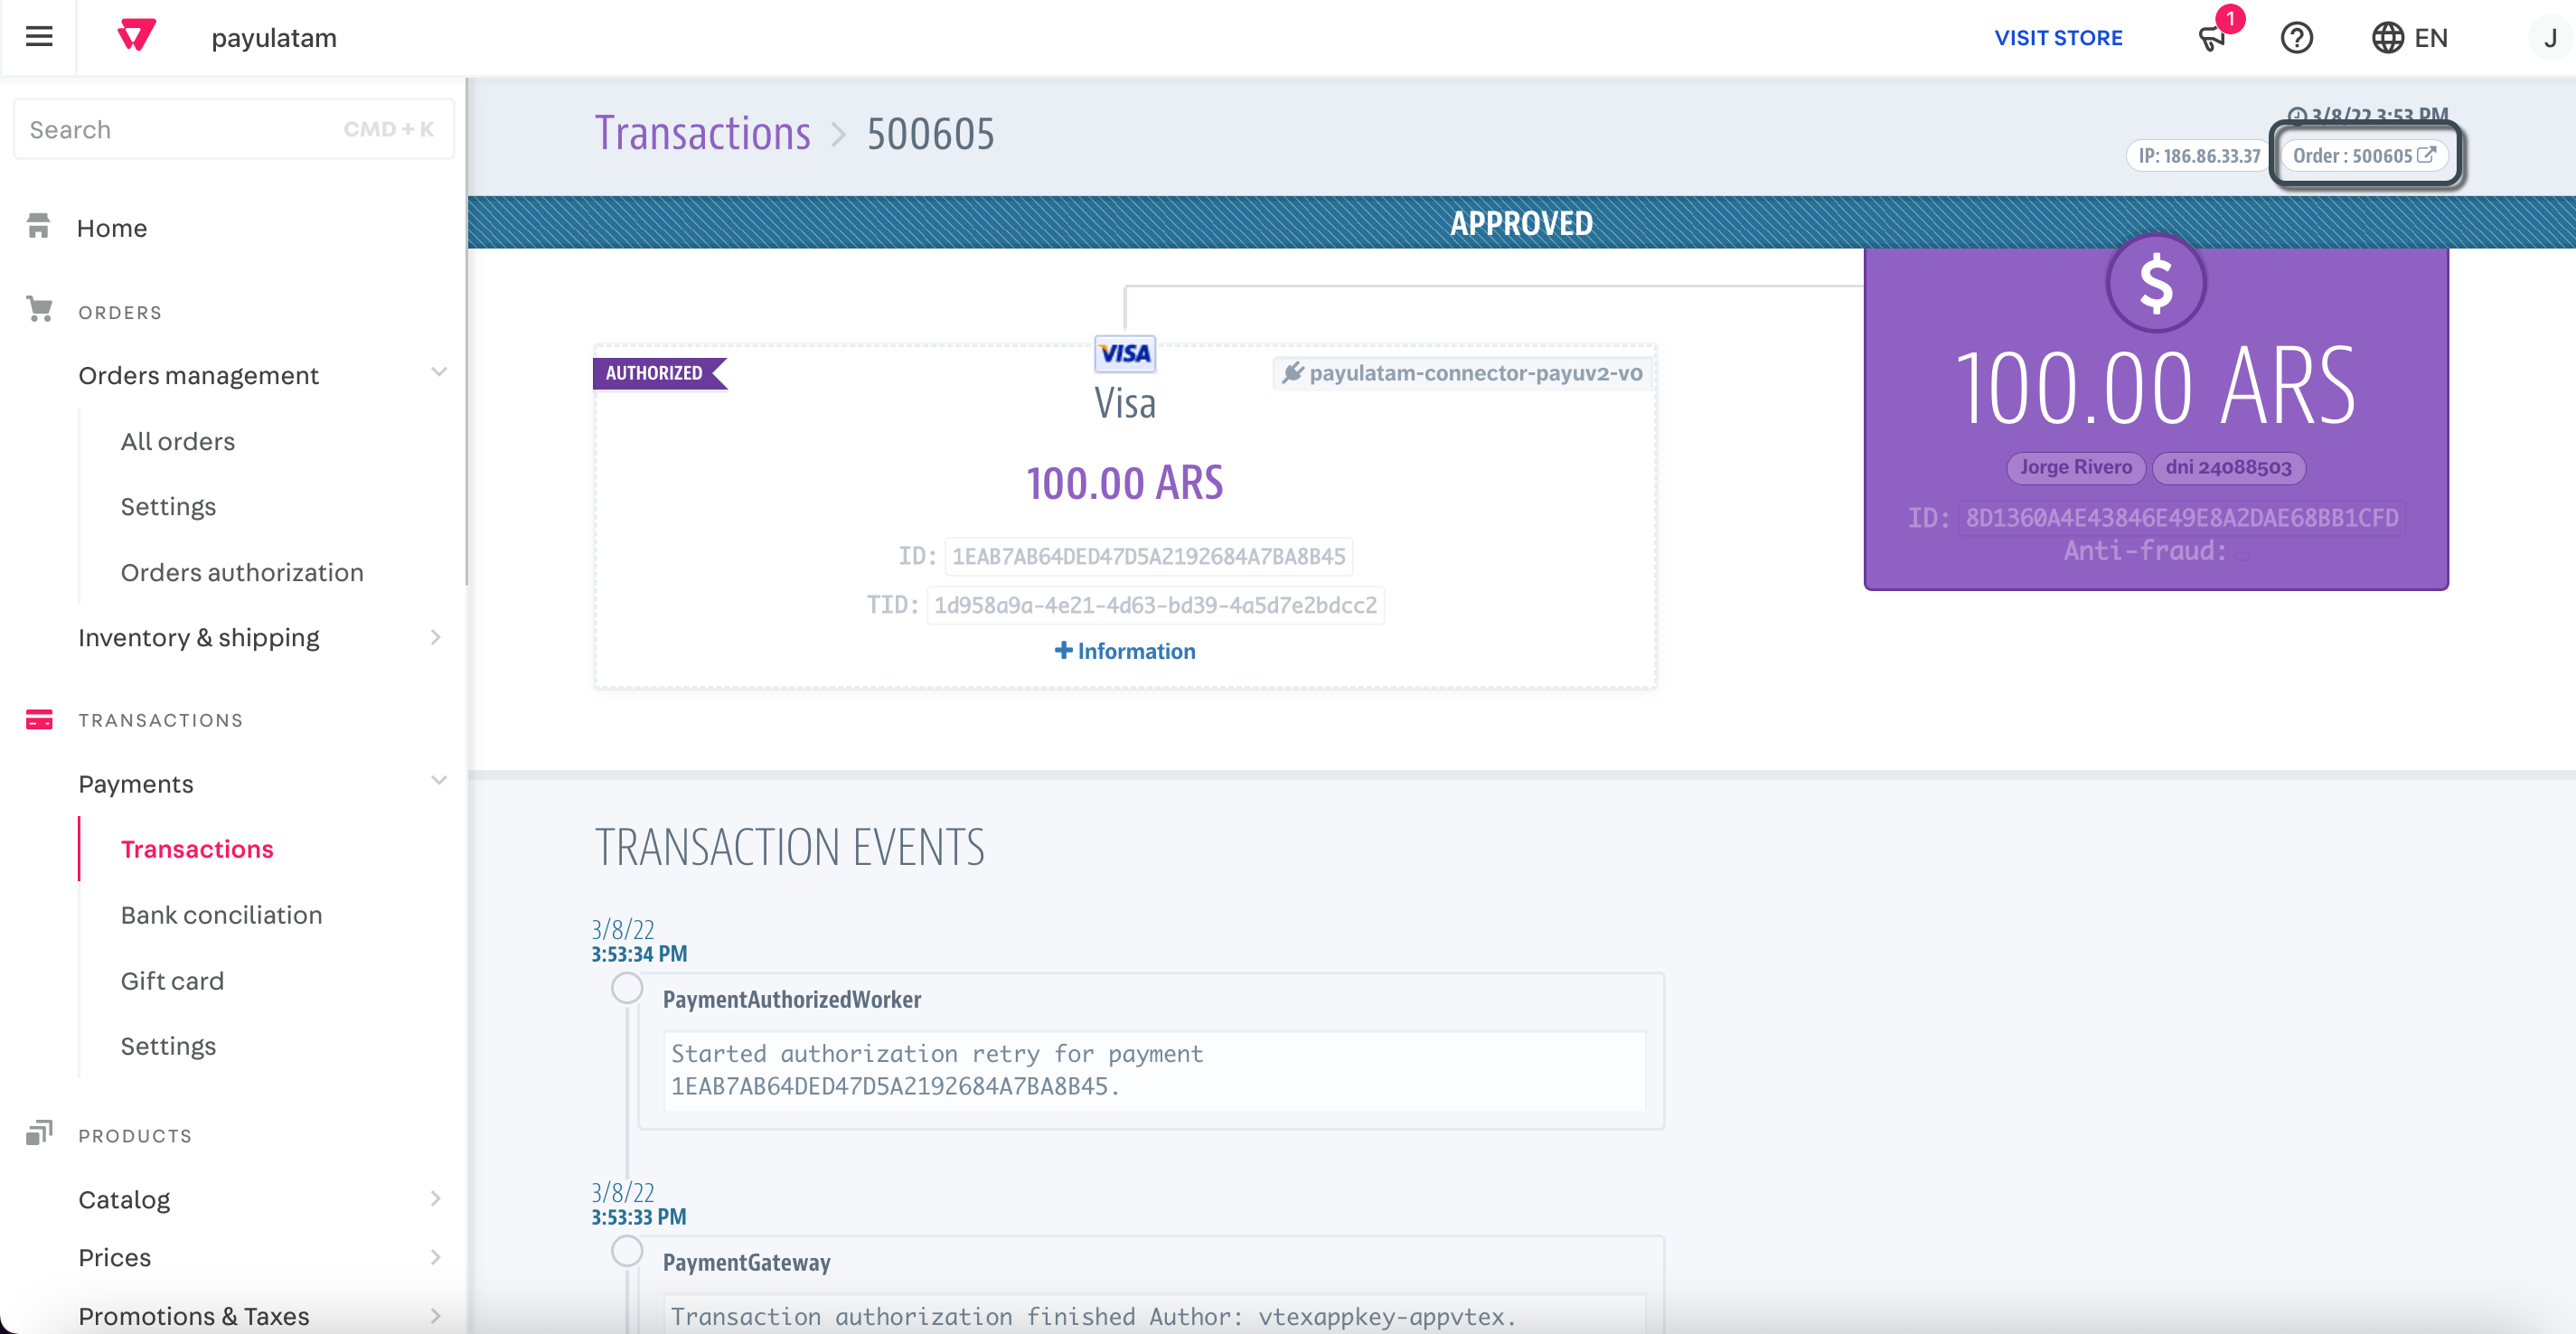 payulatam
VISIT STORE
1
EN
J
Search
CMD + K
Home
ORDERS
Orders management
All orders
Settings
Orders authorization
Inventory & shipping
TRANSACTIONS
Payments
Transactions
Bank conciliation
Gift card
Settings
PRODUCTS
Catalog
Prices
Promotions & Taxes
Transactions > 500605
3/8/22 3:53 PM
IP: 186.86.33.37
Order : 500605
APPROVED
AUTHORIZED
VISA
payulatam-connector-payuv2-v0
Visa
100.00 ARS
ID: 1EAB7AB64DED47D5A2192684A7BA8B45
TID: 1d958a9a-4e21-4d63-bd39-4a5d7e2bdcc2
+ Information
$
100.00 ARS
Jorge Rivero dni 24088503
ID: 8D1360A4E43846E49E8A2DAE68BB1CFD
Anti-fraud:
TRANSACTION EVENTS
3/8/22
3:53:34 PM
PaymentAuthorizedWorker
Started authorization retry for payment
1EAB7AB64DED47D5A2192684A7BA8B45.
3/8/22
3:53:33 PM
PaymentGateway
Transaction authorization finished Author: vtexappkey-appvtex.